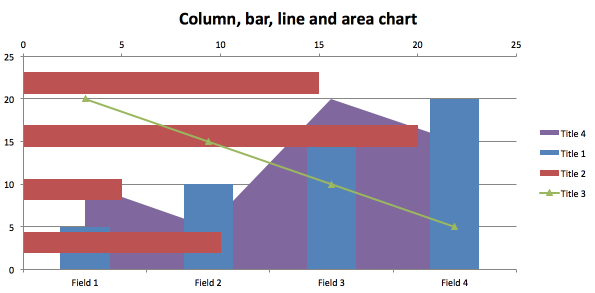 Column, bar, line and area chart
0 5 10 15 20 25
25
20
15
10
5
0
Field 1 Field 2 Field 3 Field 4
Title 4
Title 1
Title 2
Title 3